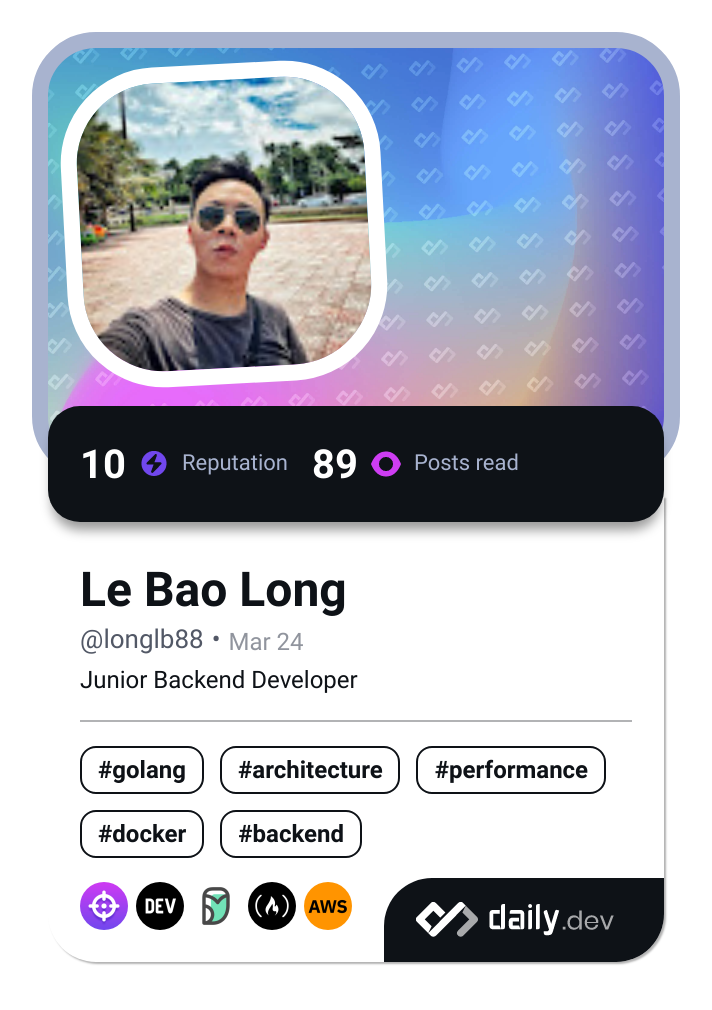 10 Reputation 89 Posts read
Le Bao Long
@longlb88 • Mar 24
Junior Backend Developer
#golang #architecture #performance
#docker #backend
DEV AWS daily.dev